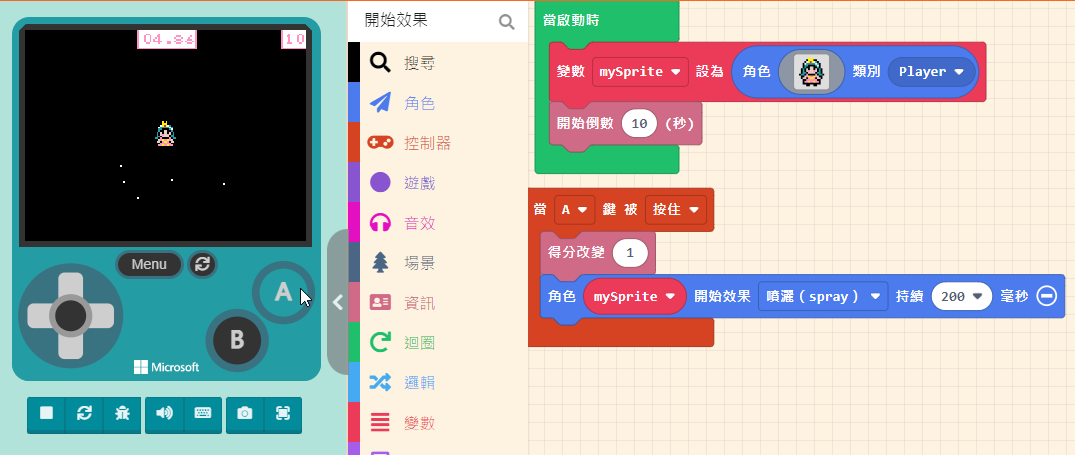 04.86
10
Menu
A
B
Microsoft
開始效果
搜尋
角色
控制器
遊戲
音效
場景
資訊
迴圈
邏輯
變數
當啟動時
變數 mySprite 設為 角色 類別 Player
開始倒數 10 (秒)
當 A 鍵 被 按住
得分改變 1
角色 mySprite 開始效果 噴灑(spray) 持續 200 毫秒